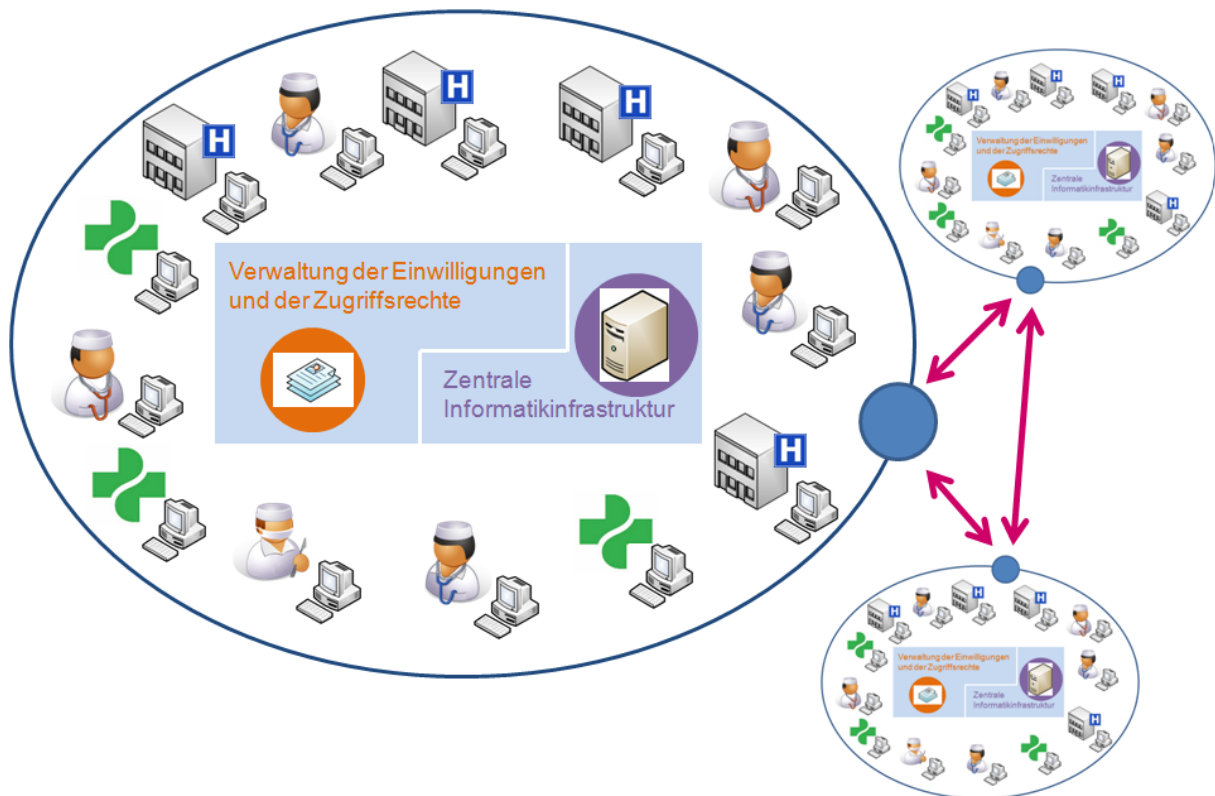 H
H
H
Verwaltung der Einwilligungen
und der Zugriffsrechte
Zentrale
Informatikinfrastruktur
H
H
H
H
Verwaltung der Einwilligungen
und der Zugriffsrechte
Zentrale
Informatikinfrastruktur
H
H
H
H
Verwaltung der Einwilligungen
und der Zugriffsrechte
Zentrale
Informatikinfrastruktur
H